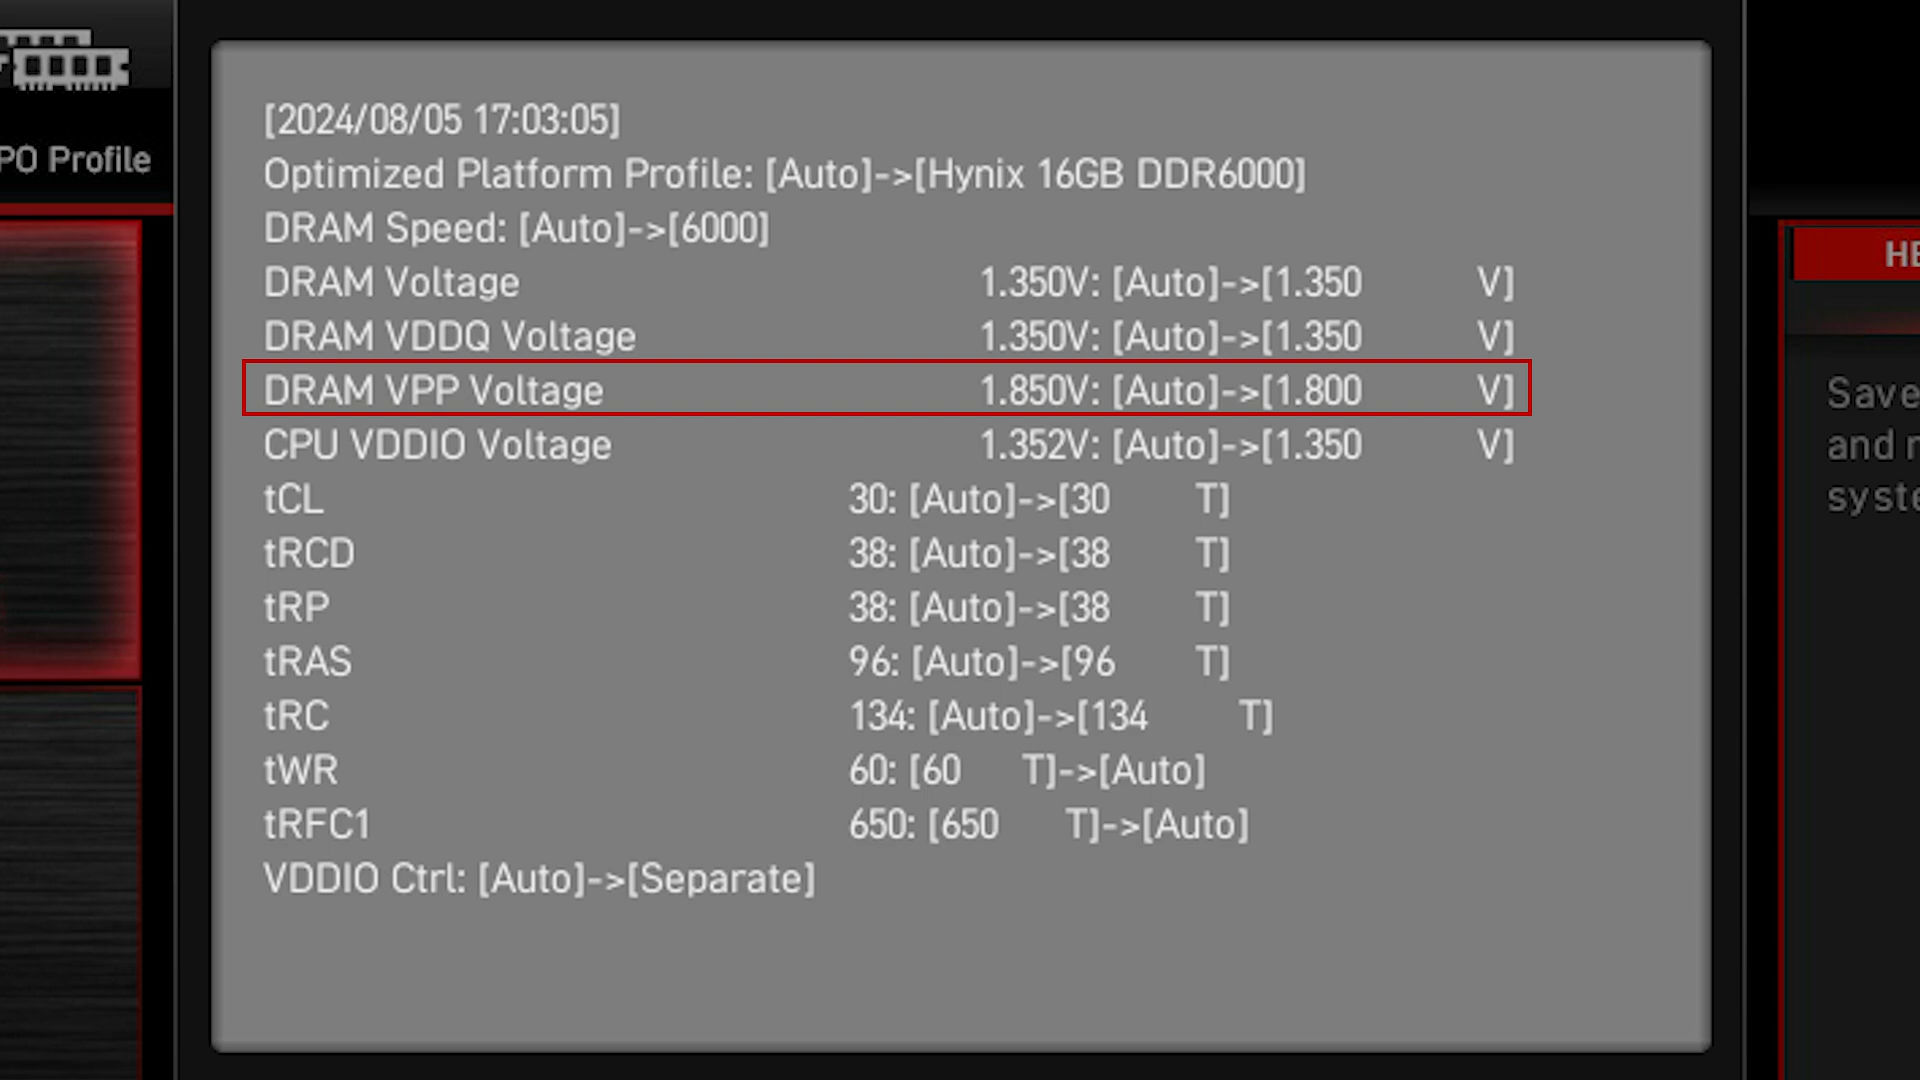 PO Profile
[2024/08/05 17:03:05]
Optimized Platform Profile: [Auto]->[Hynix 16GB DDR6000]
DRAM Speed: [Auto]->[6000]
DRAM Voltage 1.350V: [Auto]->[1.350 V]
DRAM VDDQ Voltage 1.350V: [Auto]->[1.350 V]
DRAM VPP Voltage 1.850V: [Auto]->[1.800 V]
CPU VDDIO Voltage 1.352V: [Auto]->[1.350 V]
tCL 30: [Auto]->[30 T]
tRCD 38: [Auto]->[38 T]
tRP 38: [Auto]->[38 T]
tRAS 96: [Auto]->[96 T]
tRC 134: [Auto]->[134 T]
tWR 60: [60 T]->[Auto]
tRFC1 650: [650 T]->[Auto]
VDDIO Ctrl: [Auto]->[Separate]
HE
Save
and r
syste